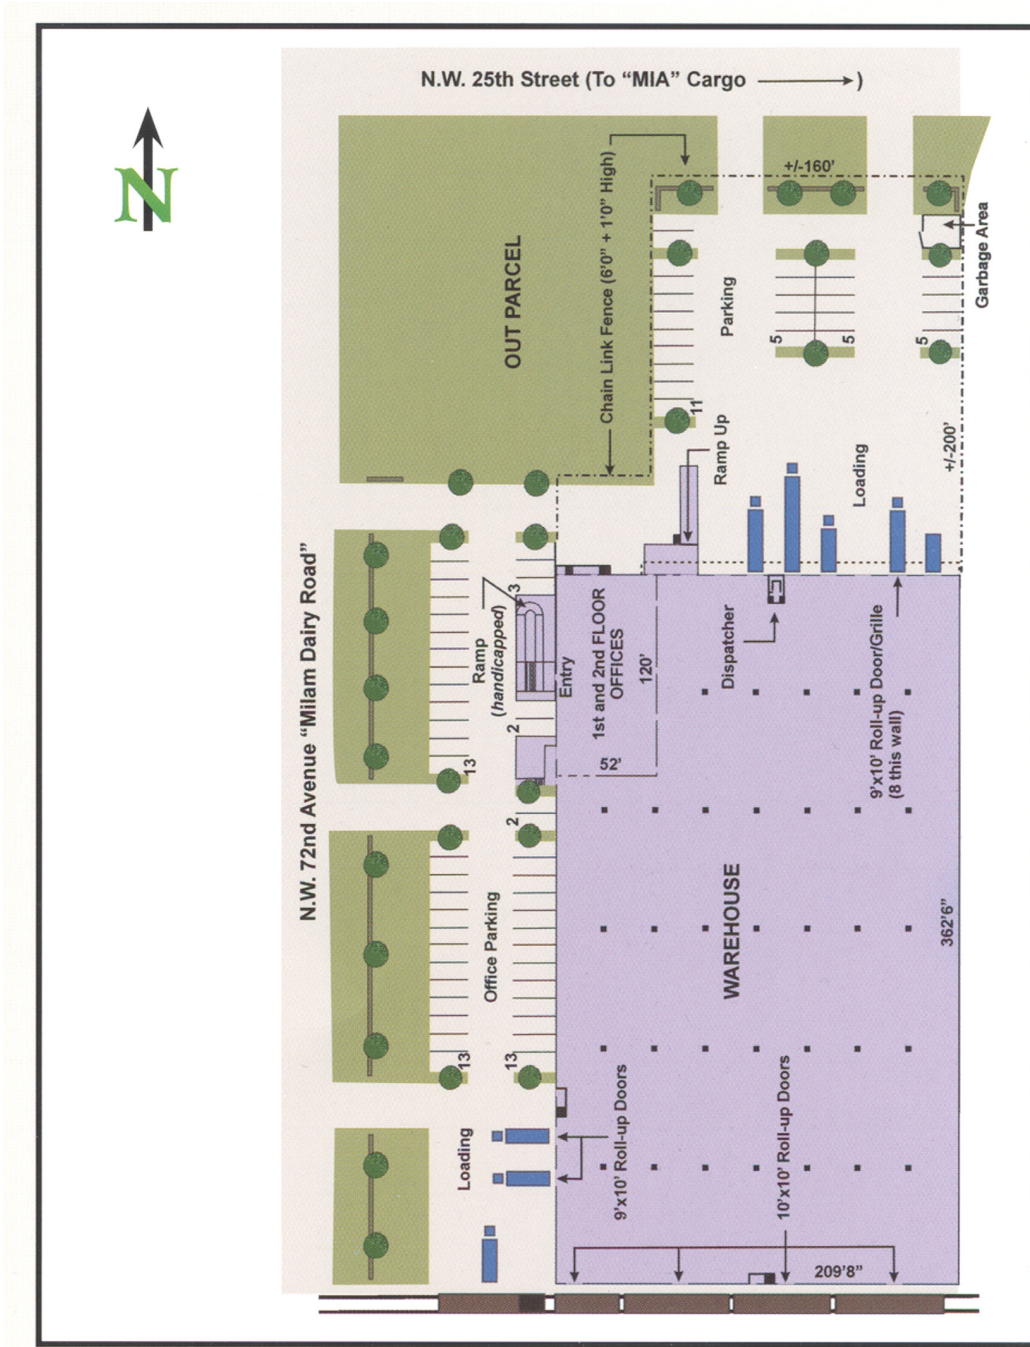 N.W. 25th Street (To “MIA” Cargo )
N
+/-160’
Garbage Area
Chain Link Fence (6’0” + 1’0” High)
OUT PARCEL
Parking
5
5
5
11
Ramp Up
+/-200’
Loading
N.W. 72nd Avenue “Milam Dairy Road”
3
Ramp
(handicapped)
Entry
1st and 2nd FLOOR
OFFICES
120’
Dispatcher
9’x10’ Roll-up Door/Grille
(8 this wall)
2
52’
13
2
Office Parking
WAREHOUSE
362’6”
13
13
Loading
9’x10’ Roll-up Doors
10’x10’ Roll-up Doors
209’8”